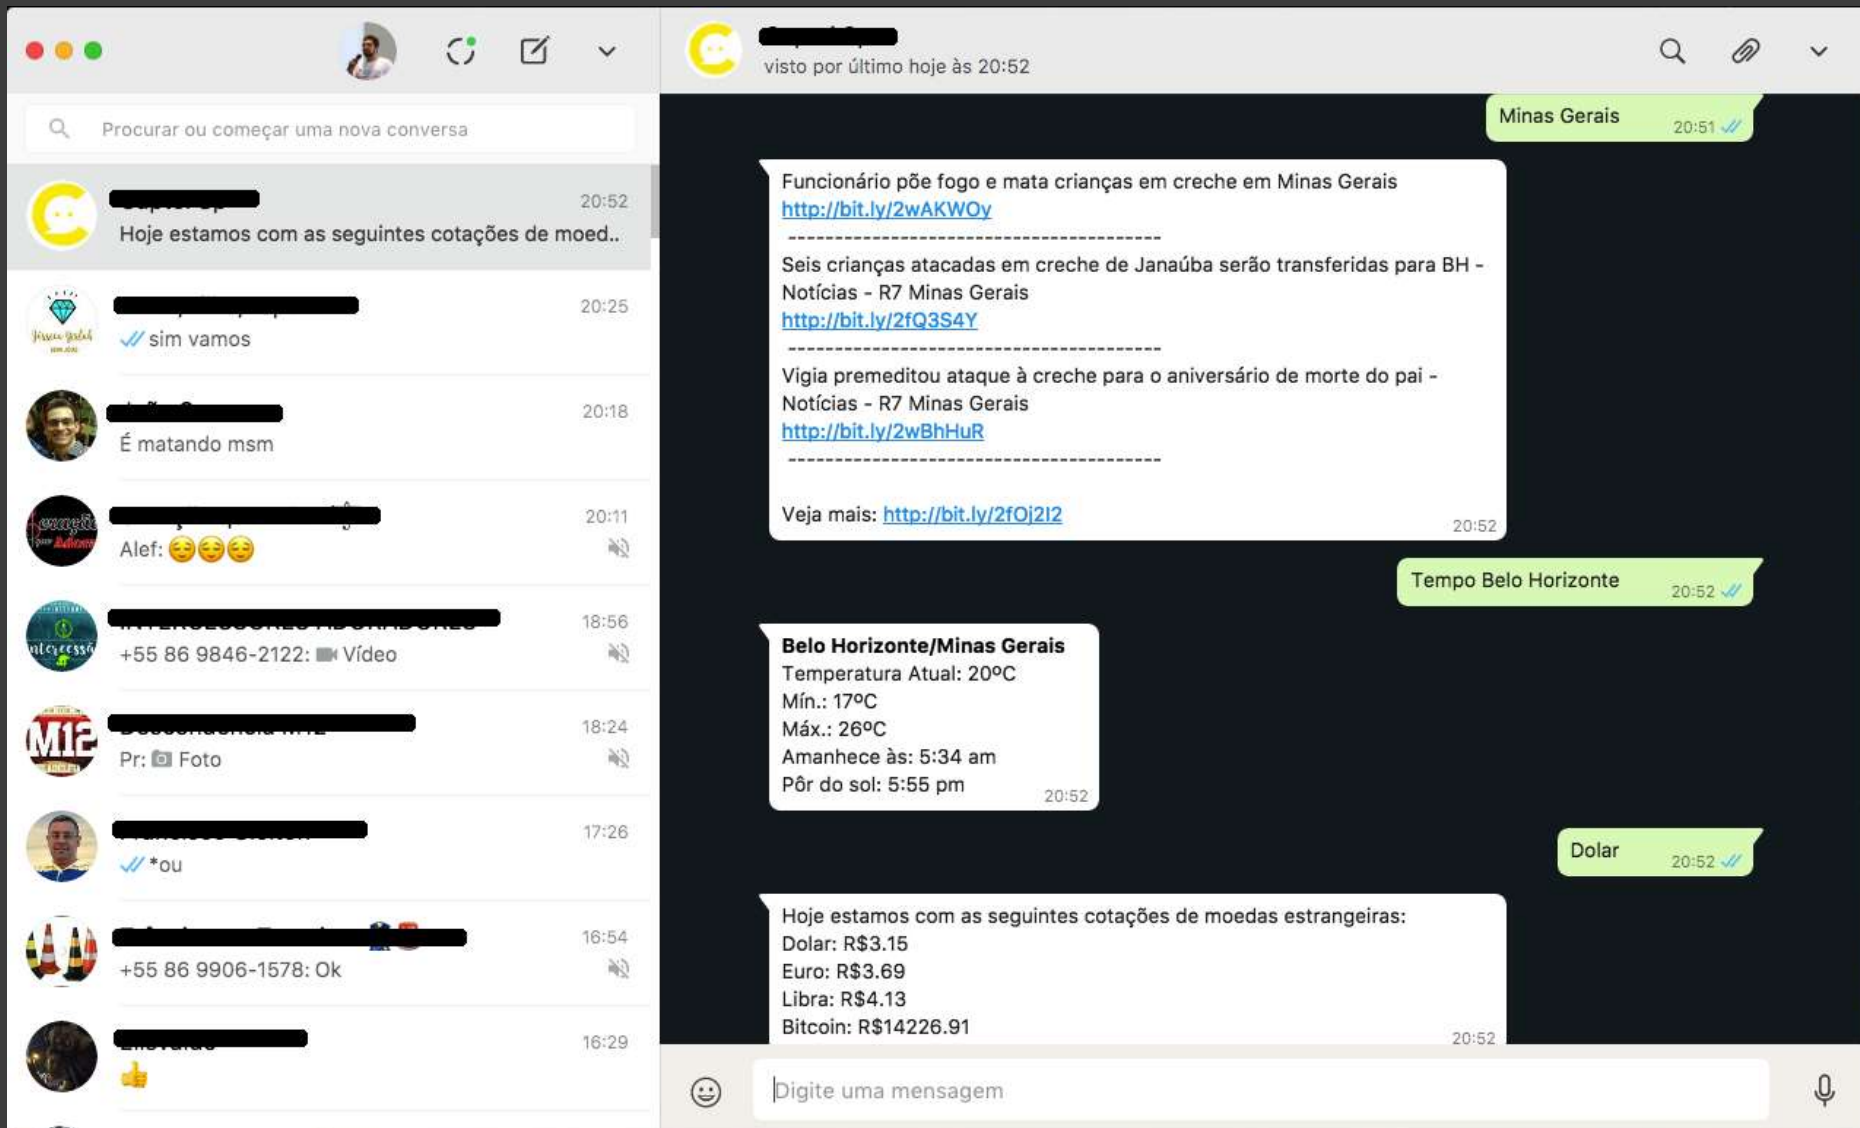 Procurar ou começar uma nova conversa
20:52
Hoje estamos com as seguintes cotações de moed..
20:25
sim vamos
20:18
É matando msm
20:11
Alef: 😌😌😌
18:56
+55 86 9846-2122: Vídeo
M12
18:24
Pr: Foto
17:26
*ou
16:54
+55 86 9906-1578: Ok
16:29
👍
visto por último hoje às 20:52
Minas Gerais
20:51
Funcionário põe fogo e mata crianças em creche em Minas Gerais
http://bit.ly/2wAKWOy
----------------------------------------
Seis crianças atacadas em creche de Janaúba serão transferidas para BH -
Notícias - R7 Minas Gerais
http://bit.ly/2fQ3S4Y
----------------------------------------
Vigia premeditou ataque à creche para o aniversário de morte do pai -
Notícias - R7 Minas Gerais
http://bit.ly/2wBhHuR
----------------------------------------
Veja mais: http://bit.ly/2fOj2I2
20:52
Tempo Belo Horizonte
20:52
Belo Horizonte/Minas Gerais
Temperatura Atual: 20ºC
Mín.: 17ºC
Máx.: 26ºC
Amanhece às: 5:34 am
Pôr do sol: 5:55 pm
20:52
Dolar
20:52
Hoje estamos com as seguintes cotações de moedas estrangeiras:
Dolar: R$3.15
Euro: R$3.69
Libra: R$4.13
Bitcoin: R$14226.91
20:52
Digite uma mensagem